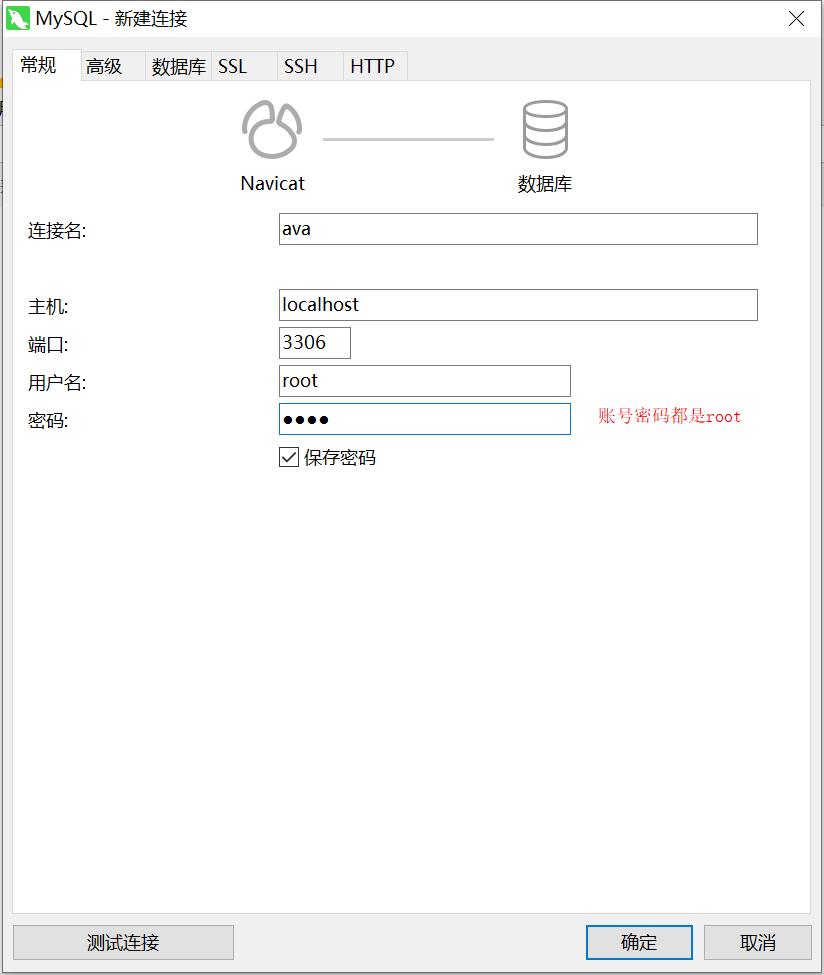 MySQL - 新建连接
常规 高级 数据库 SSL SSH HTTP
Navicat 数据库
连接名: ava
主机: localhost
端口: 3306
用户名: root
密码: ●●●● 账号密码都是root
保存密码
测试连接 确定 取消